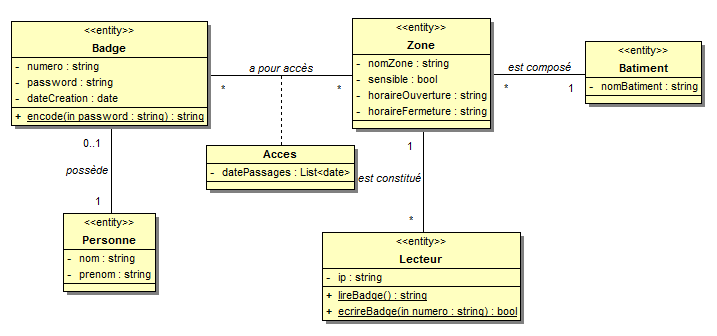 <<entity>>
Badge
- numero : string
- password : string
- dateCreation : date
+ encode(in password : string) : string
a pour accès
*
*
<<entity>>
Zone
- nomZone : string
- sensible : bool
- horaireOuverture : string
- horaireFermeture : string
est composé
*
1
<<entity>>
Batiment
- nomBatiment : string
Acces
- datePassages : List<date>
0..1
possède
1
<<entity>>
Personne
- nom : string
- prenom : string
1
est constitué
*
<<entity>>
Lecteur
- ip : string
+ lireBadge() : string
+ ecrireBadge(in numero : string) : bool